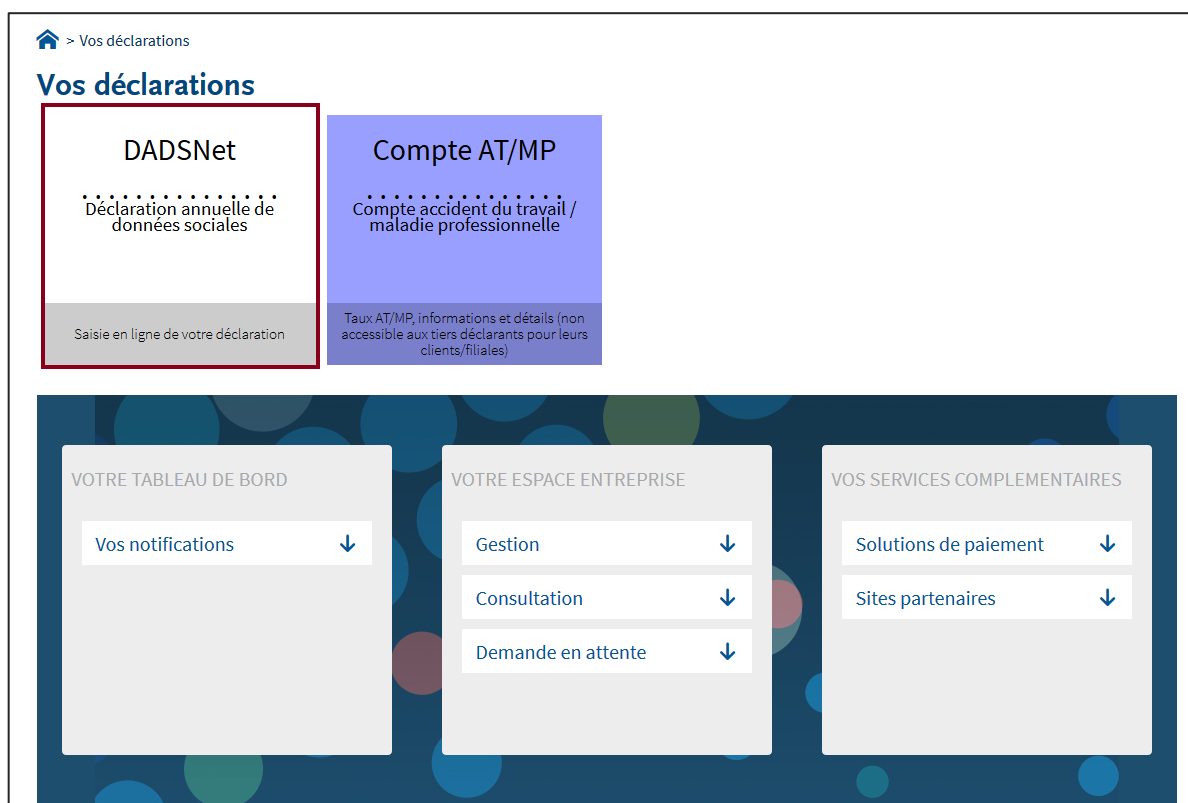 > Vos déclarations
Vos déclarations
DADSNet
Déclaration annuelle de
données sociales
Saisie en ligne de votre déclaration
Compte AT/MP
Compte accident du travail /
maladie professionnelle
Taux AT/MP, informations et détails (non
accessible aux tiers déclarants pour leurs
clients/filiales)
VOTRE TABLEAU DE BORD
Vos notifications
VOTRE ESPACE ENTREPRISE
Gestion
Consultation
Demande en attente
VOS SERVICES COMPLEMENTAIRES
Solutions de paiement
Sites partenaires